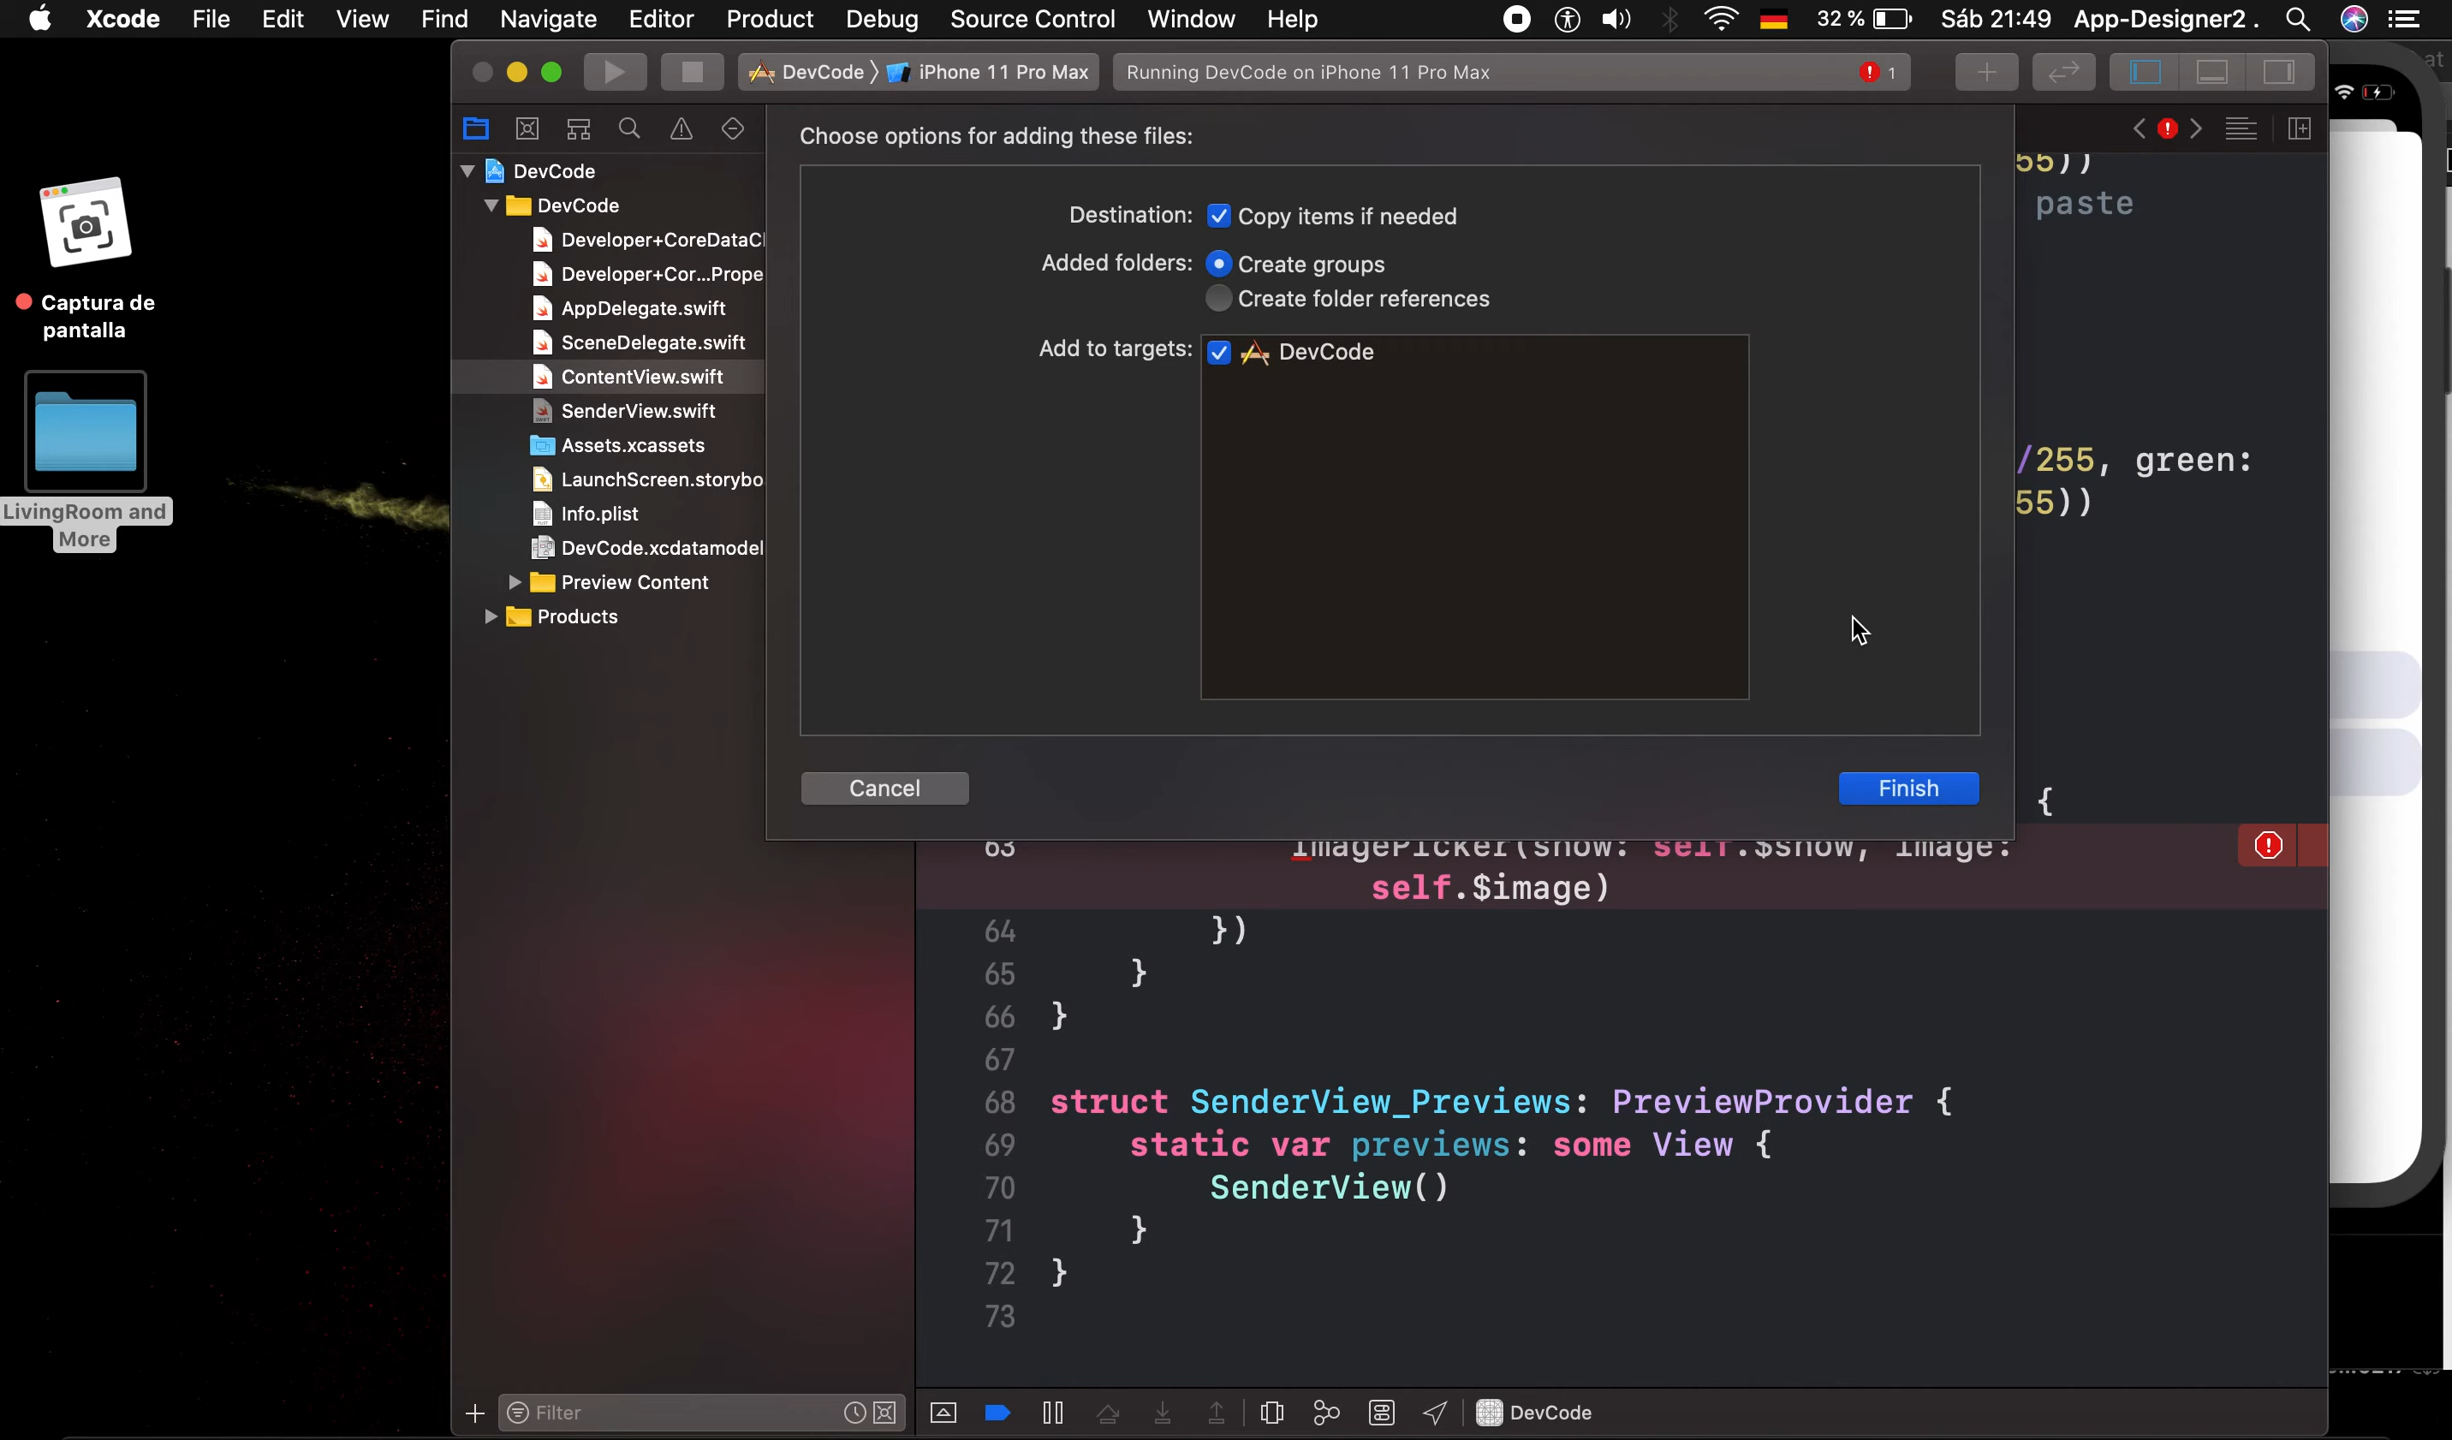 Xcode File Edit View Find Navigate Editor Product Debug Source Control Window Help 32 % Sáb 21:49 App-Designer2 .
DevCode iPhone 11 Pro Max Running DevCode on iPhone 11 Pro Max 1
Captura de
pantalla
LivingRoom and
More
DevCode
DevCode
Developer+CoreDataCl
Developer+Cor...Prope
AppDelegate.swift
SceneDelegate.swift
ContentView.swift
SenderView.swift
Assets.xcassets
LaunchScreen.storybo
Info.plist
DevCode.xcdatamodel
Preview Content
Products
Choose options for adding these files:
Destination: Copy items if needed
Added folders: Create groups
Create folder references
Add to targets: DevCode
Cancel Finish
55))
paste
/255, green:
55))
{
63 ImagePicker(show: self.$show, image:
self.$image)
64 })
65 }
66 }
67
68 struct SenderView_Previews: PreviewProvider {
69 static var previews: some View {
70 SenderView()
71 }
72 }
73
Filter
DevCode